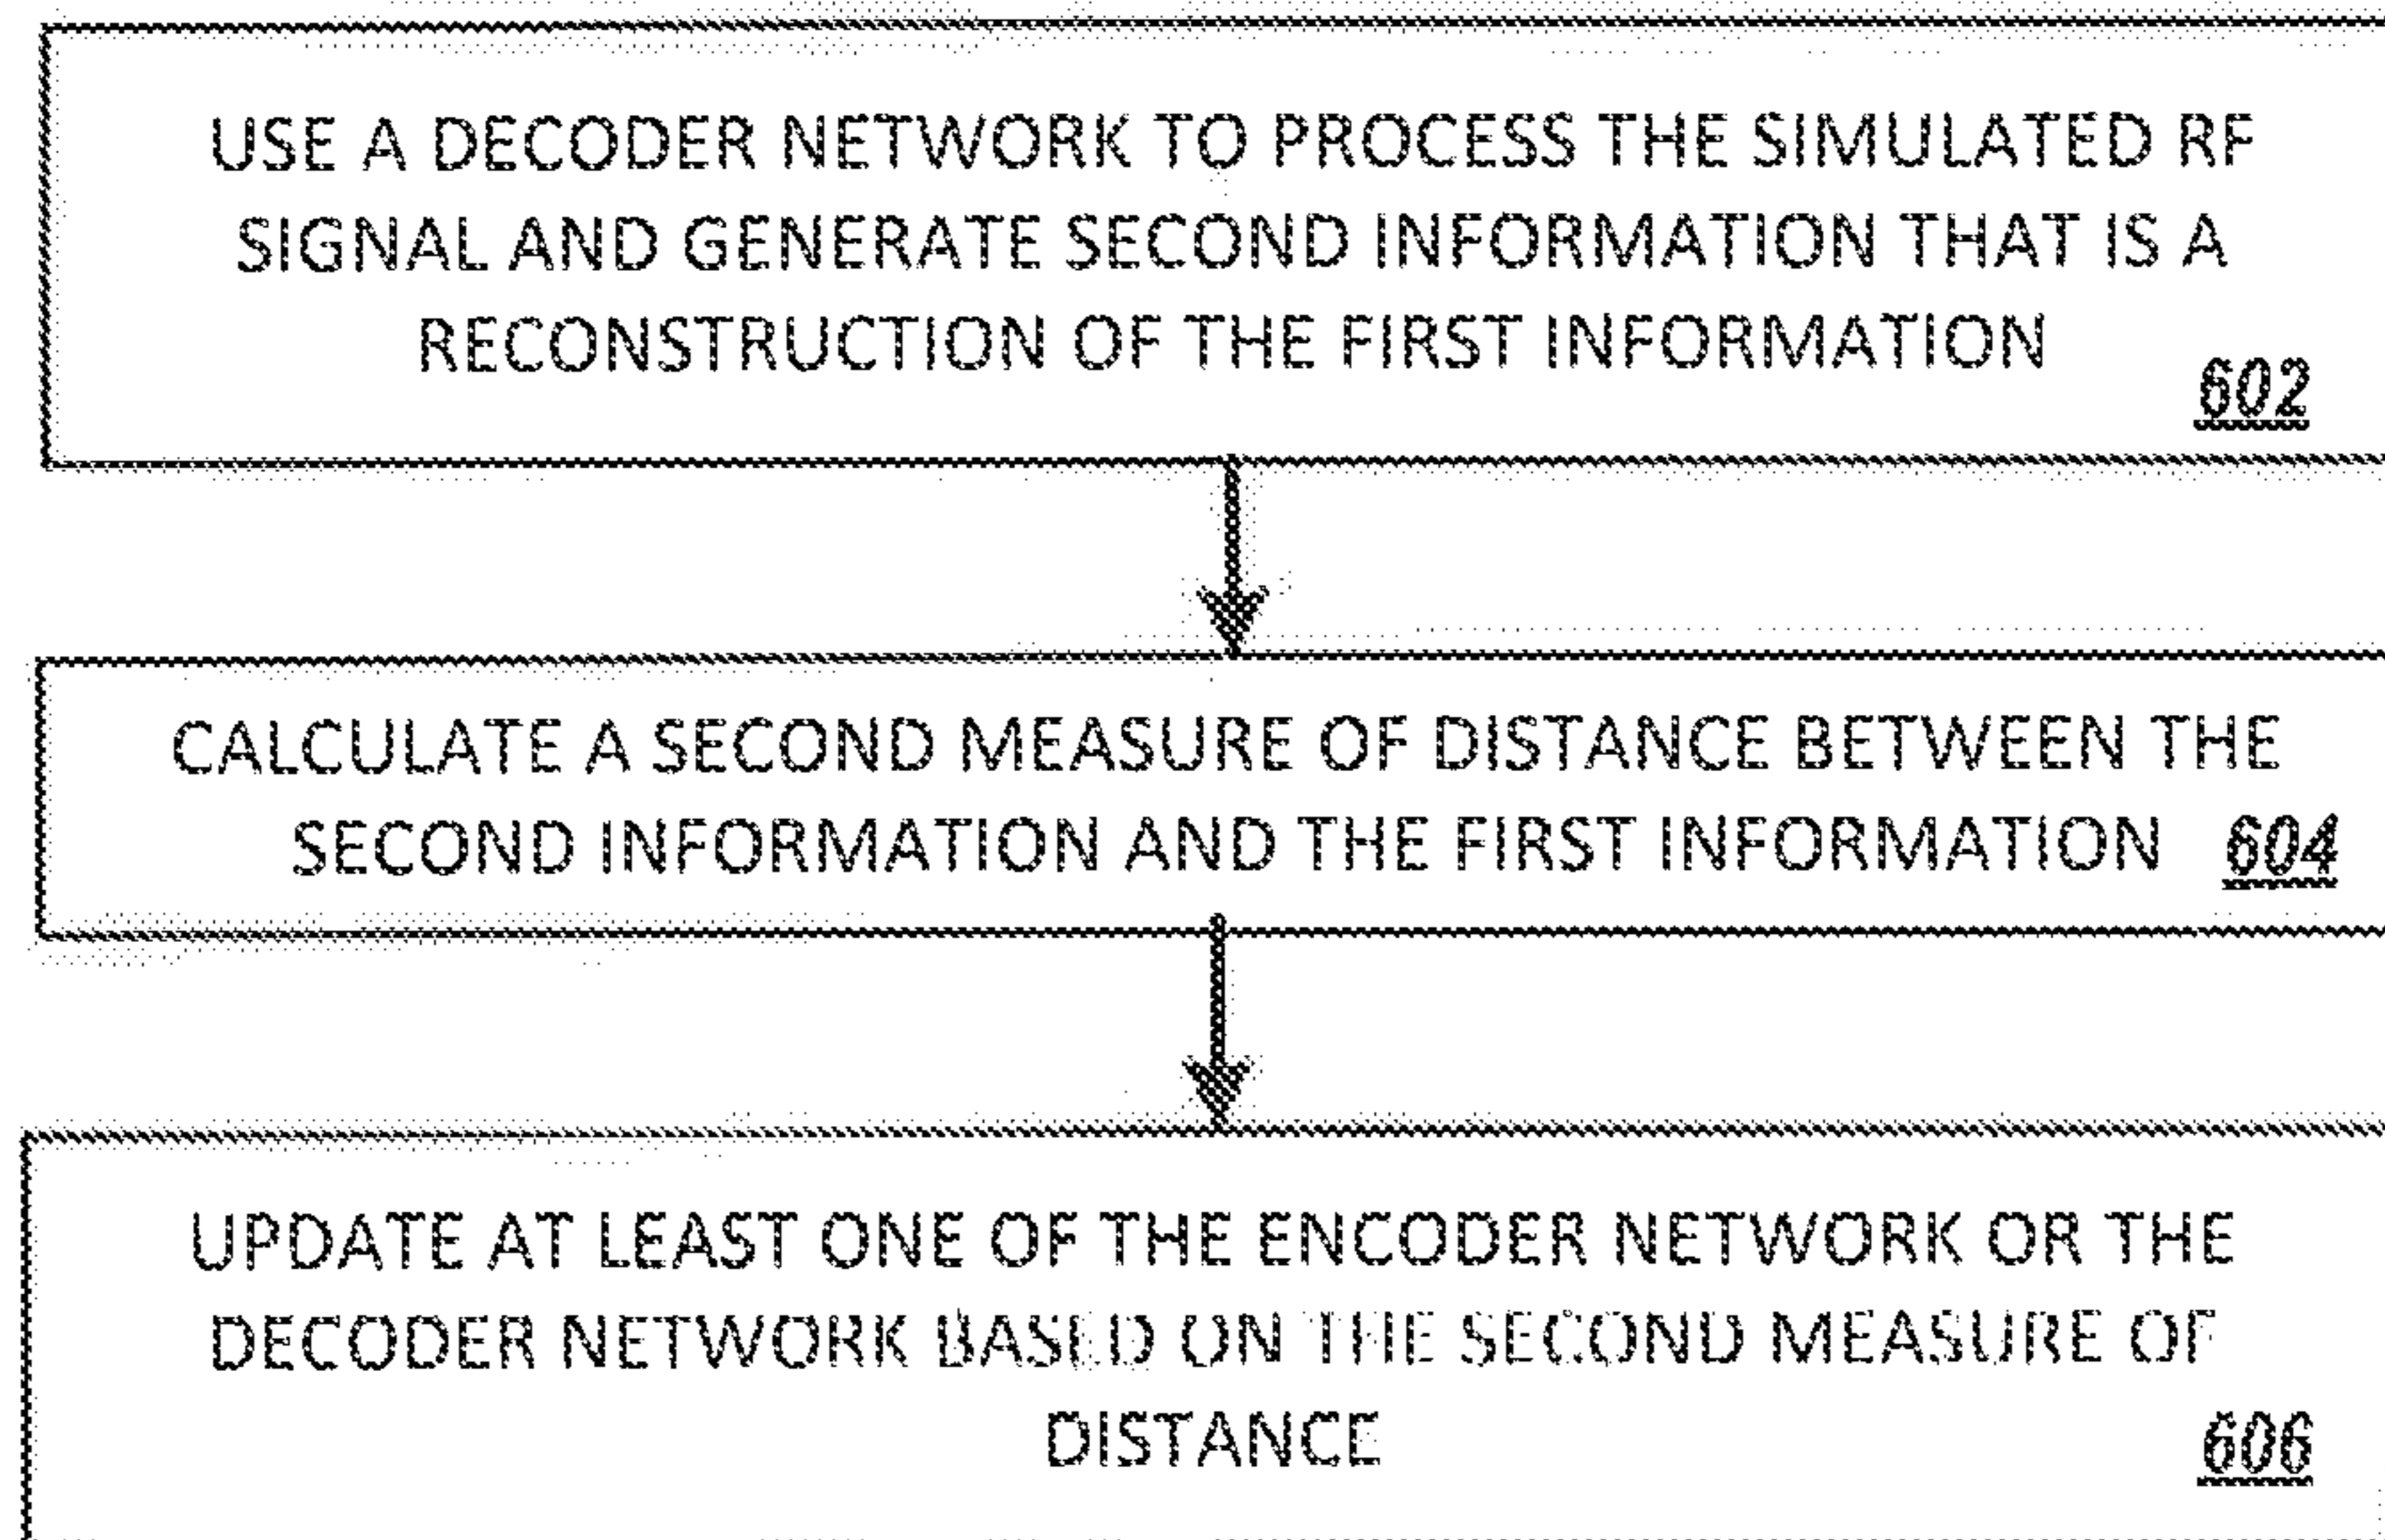 USE A DECODER NETWORK TO PROCESS THE SIMULATED RF
SIGNAL AND GENERATE SECOND INFORMATION THAT IS A
RECONSTRUCTION OF THE FIRST INFORMATION
602
CALCULATE A SECOND MEASURE OF DISTANCE BETWEEN THE
SECOND INFORMATION AND THE FIRST INFORMATION 604
UPDATE AT LEAST ONE OF THE ENCODER NETWORK OR THE
DECODER NETWORK BASED ON THE SECOND MEASURE OF
DISTANCE
606